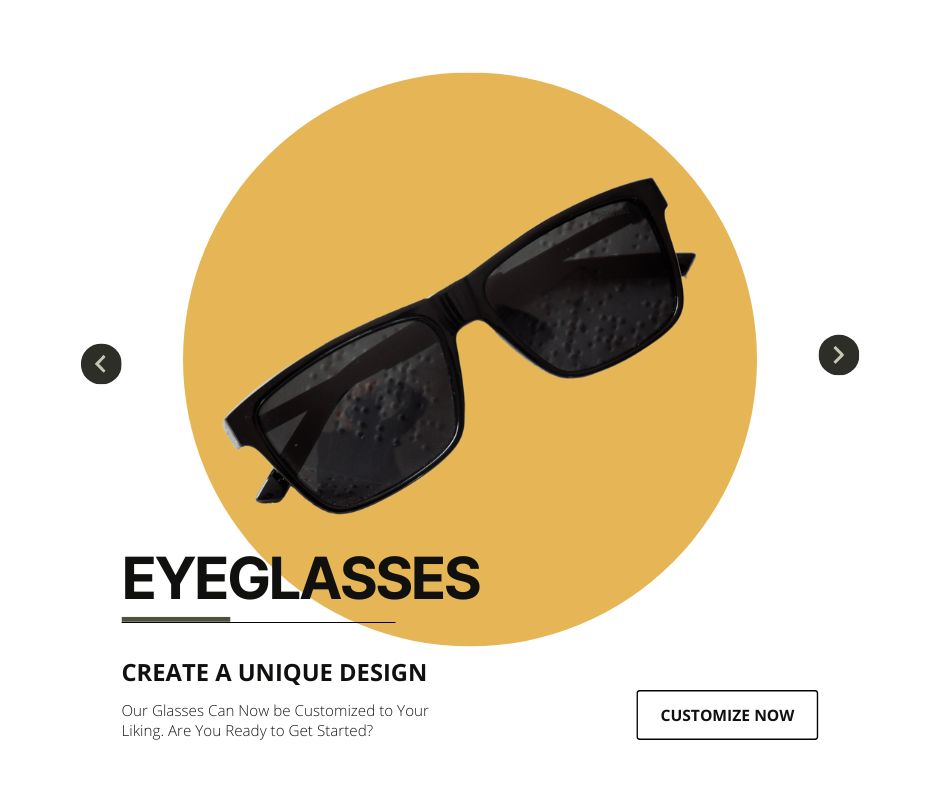 EYEGLASSES
CREATE A UNIQUE DESIGN
Our Glasses Can Now be Customized to Your
Liking. Are You Ready to Get Started?
CUSTOMIZE NOW